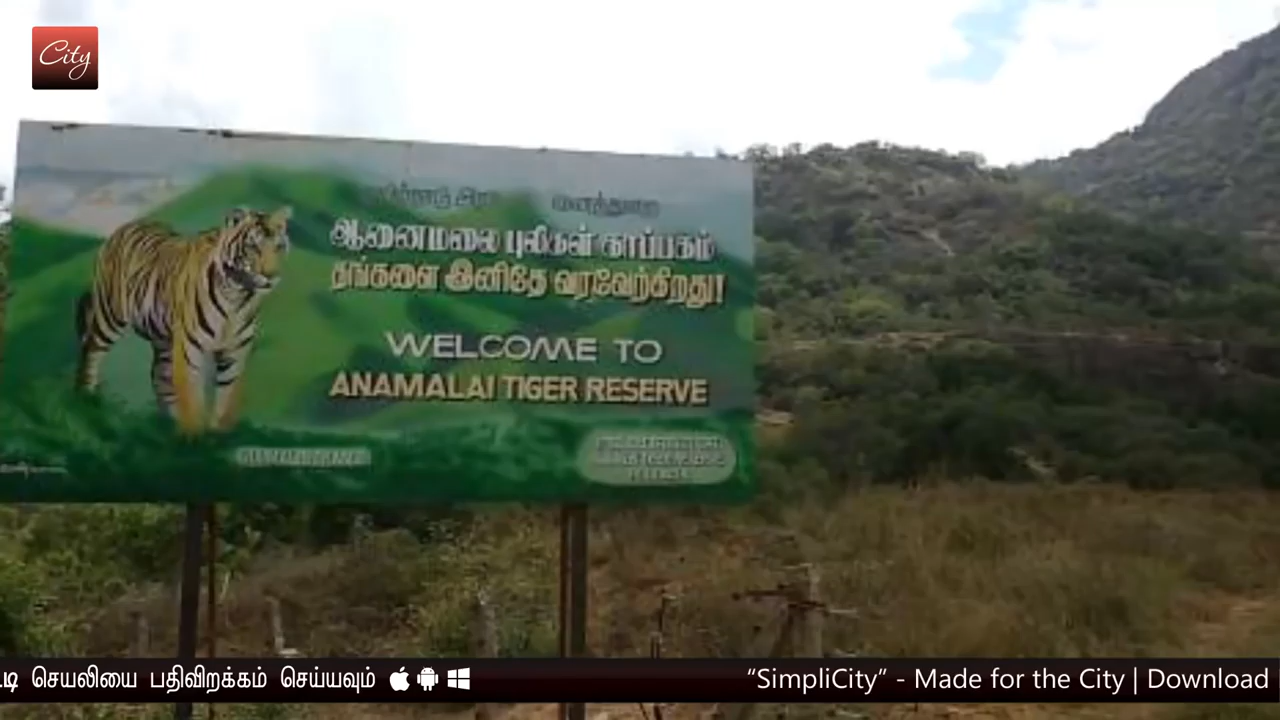 City
ஆனைமலை புலிகள் காப்பகம்
தங்களை இனிதே வரவேற்கிறது!
WELCOME TO
ANAMALAI TIGER RESERVE
செயலியை பதிவிறக்கம் செய்யவும்
“SimpliCity” - Made for the City | Download